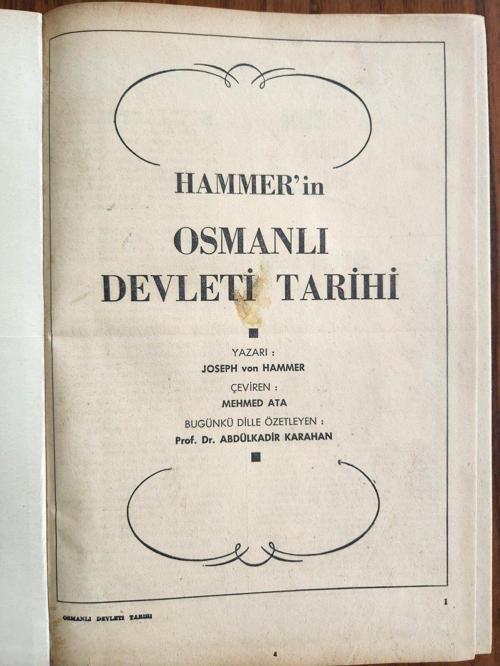 HAMMER'in
OSMANLI
DEVLETİ TARİHİ
YAZARI :
JOSEPH von HAMMER
ÇEVİREN :
MEHMED ATA
BUGÜNKÜ DİLLE ÖZETLEYEN :
Prof. Dr. ABDÜLKADİR KARAHAN
1
OSMANLI DEVLETİ TARİHİ